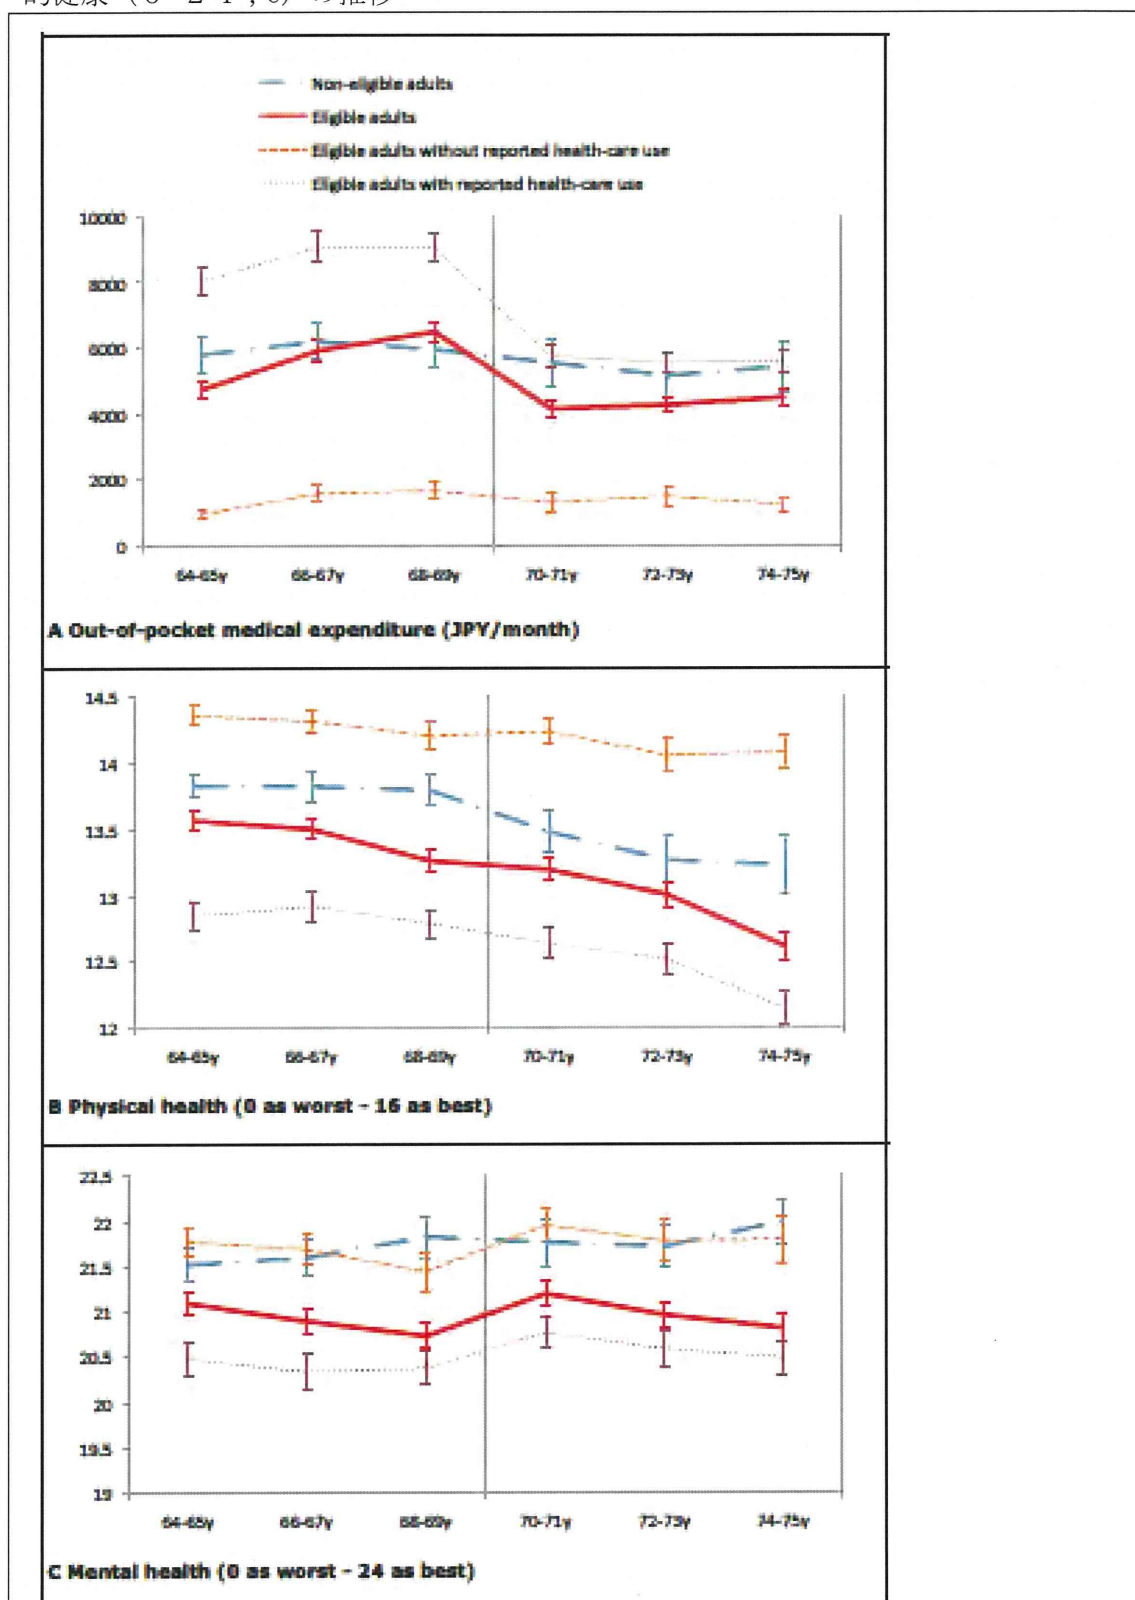 Non-eligible adults
Eligible adults
Eligible adults without reported health-care use
Eligible adults with reported health-care use
10000
8000
6000
4000
2000
0
64-65y 66-67y 68-69y 70-71y 72-73y 74-75y
A Out-of-pocket medical expenditure (JPY/month)
14.5
14
13.5
13
12.5
12
64-65y 66-67y 68-69y 70-71y 72-73y 74-75y
B Physical health (0 as worst - 16 as best)
22.5
22
21.5
21
20.5
20
19.5
19
64-65y 66-67y 68-69y 70-71y 72-73y 74-75y
C Mental health (0 as worst - 24 as best)